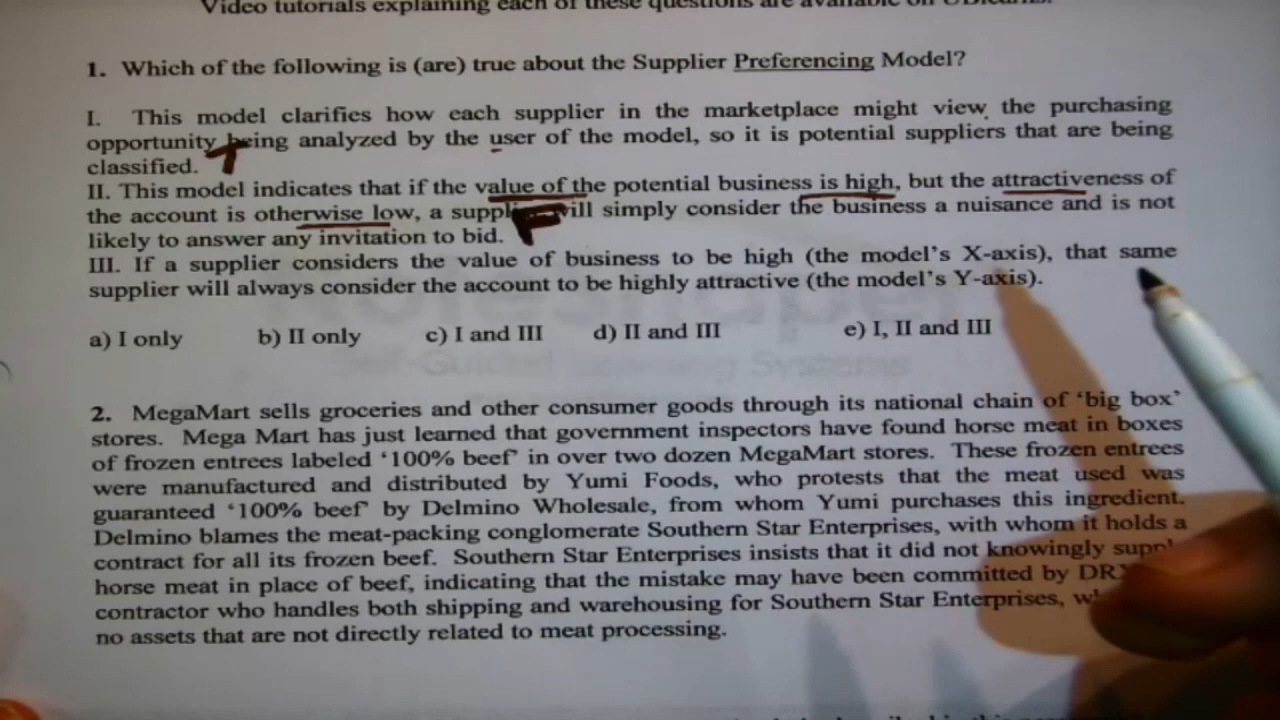 Video tutorials explaining each of these questions are available on
1. Which of the following is (are) true about the Supplier Preferencing Model?
I. This model clarifies how each supplier in the marketplace might view the purchasing
opportunity being analyzed by the user of the model, so it is potential suppliers that are being
classified. T
II. This model indicates that if the value of the potential business is high, but the attractiveness of
the account is otherwise low, a supplier will simply consider the business a nuisance and is not
likely to answer any invitation to bid. F
III. If a supplier considers the value of business to be high (the model's X-axis), that same
supplier will always consider the account to be highly attractive (the model's Y-axis).
a) I only b) II only c) I and III d) II and III e) I, II and III
2. MegaMart sells groceries and other consumer goods through its national chain of 'big box'
stores. Mega Mart has just learned that government inspectors have found horse meat in boxes
of frozen entrees labeled '100% beef' in over two dozen MegaMart stores. These frozen entrees
were manufactured and distributed by Yumi Foods, who protests that the meat used was
guaranteed '100% beef' by Delmino Wholesale, from whom Yumi purchases this ingredient.
Delmino blames the meat-packing conglomerate Southern Star Enterprises, with whom it holds a
contract for all its frozen beef. Southern Star Enterprises insists that it did not knowingly supply
horse meat in place of beef, indicating that the mistake may have been committed by
contractor who handles both shipping and warehousing for Southern Star Enterprises,
no assets that are not directly related to meat processing.